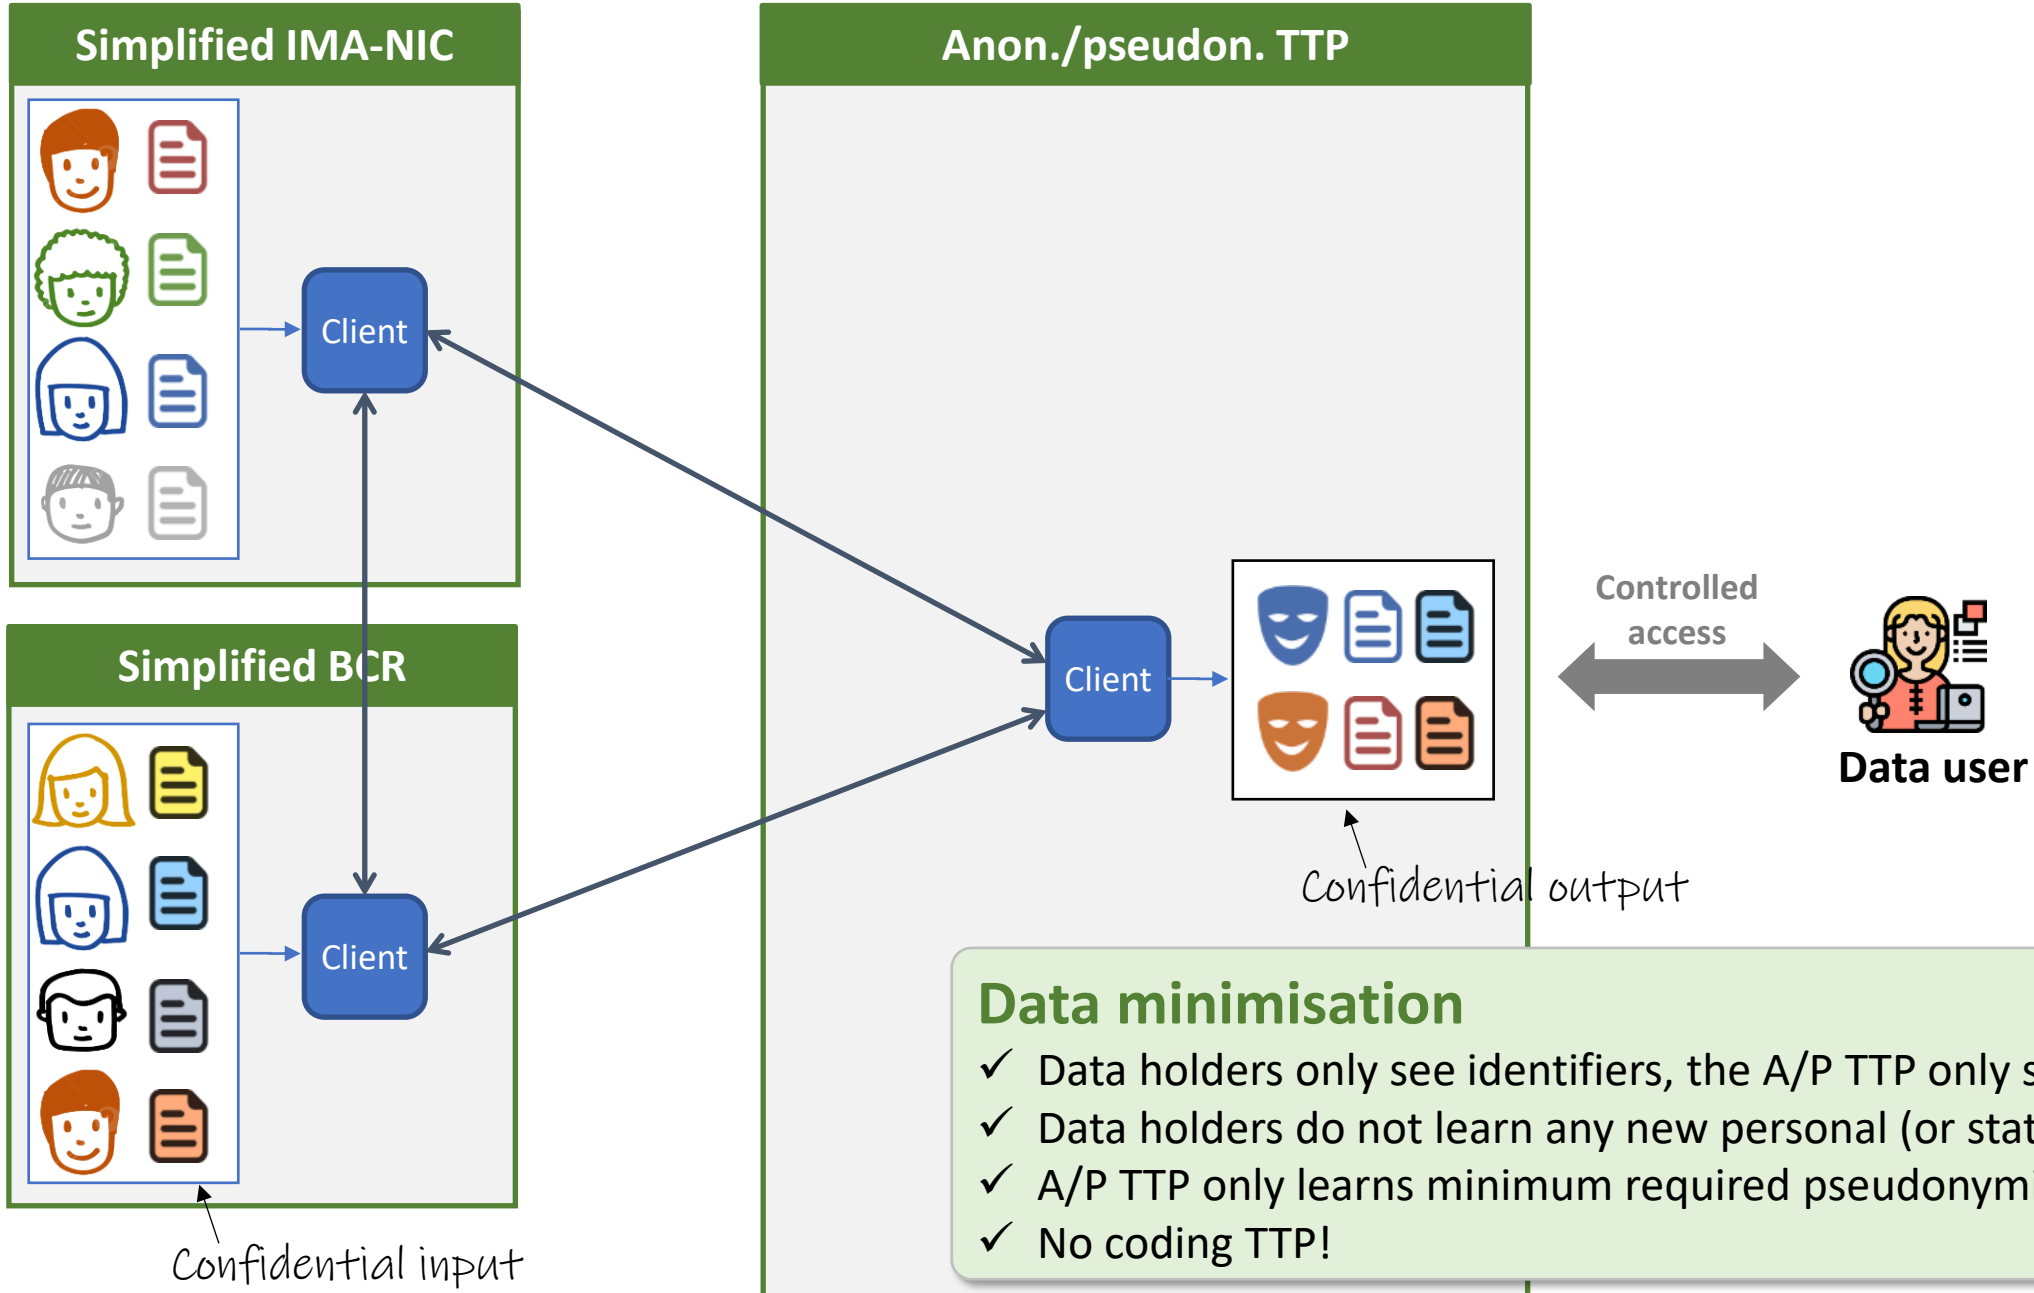 Simplified IMA-NIC
Client
Simplified BCR
Client
Confidential input
Anon./pseudon. TTP
Client
Confidential output
Controlled
access
Data user
Data minimisation
✓ Data holders only see identifiers, the A/P TTP only
✓ Data holders do not learn any new personal (or
✓ A/P TTP only learns minimum required
✓ No coding TTP!